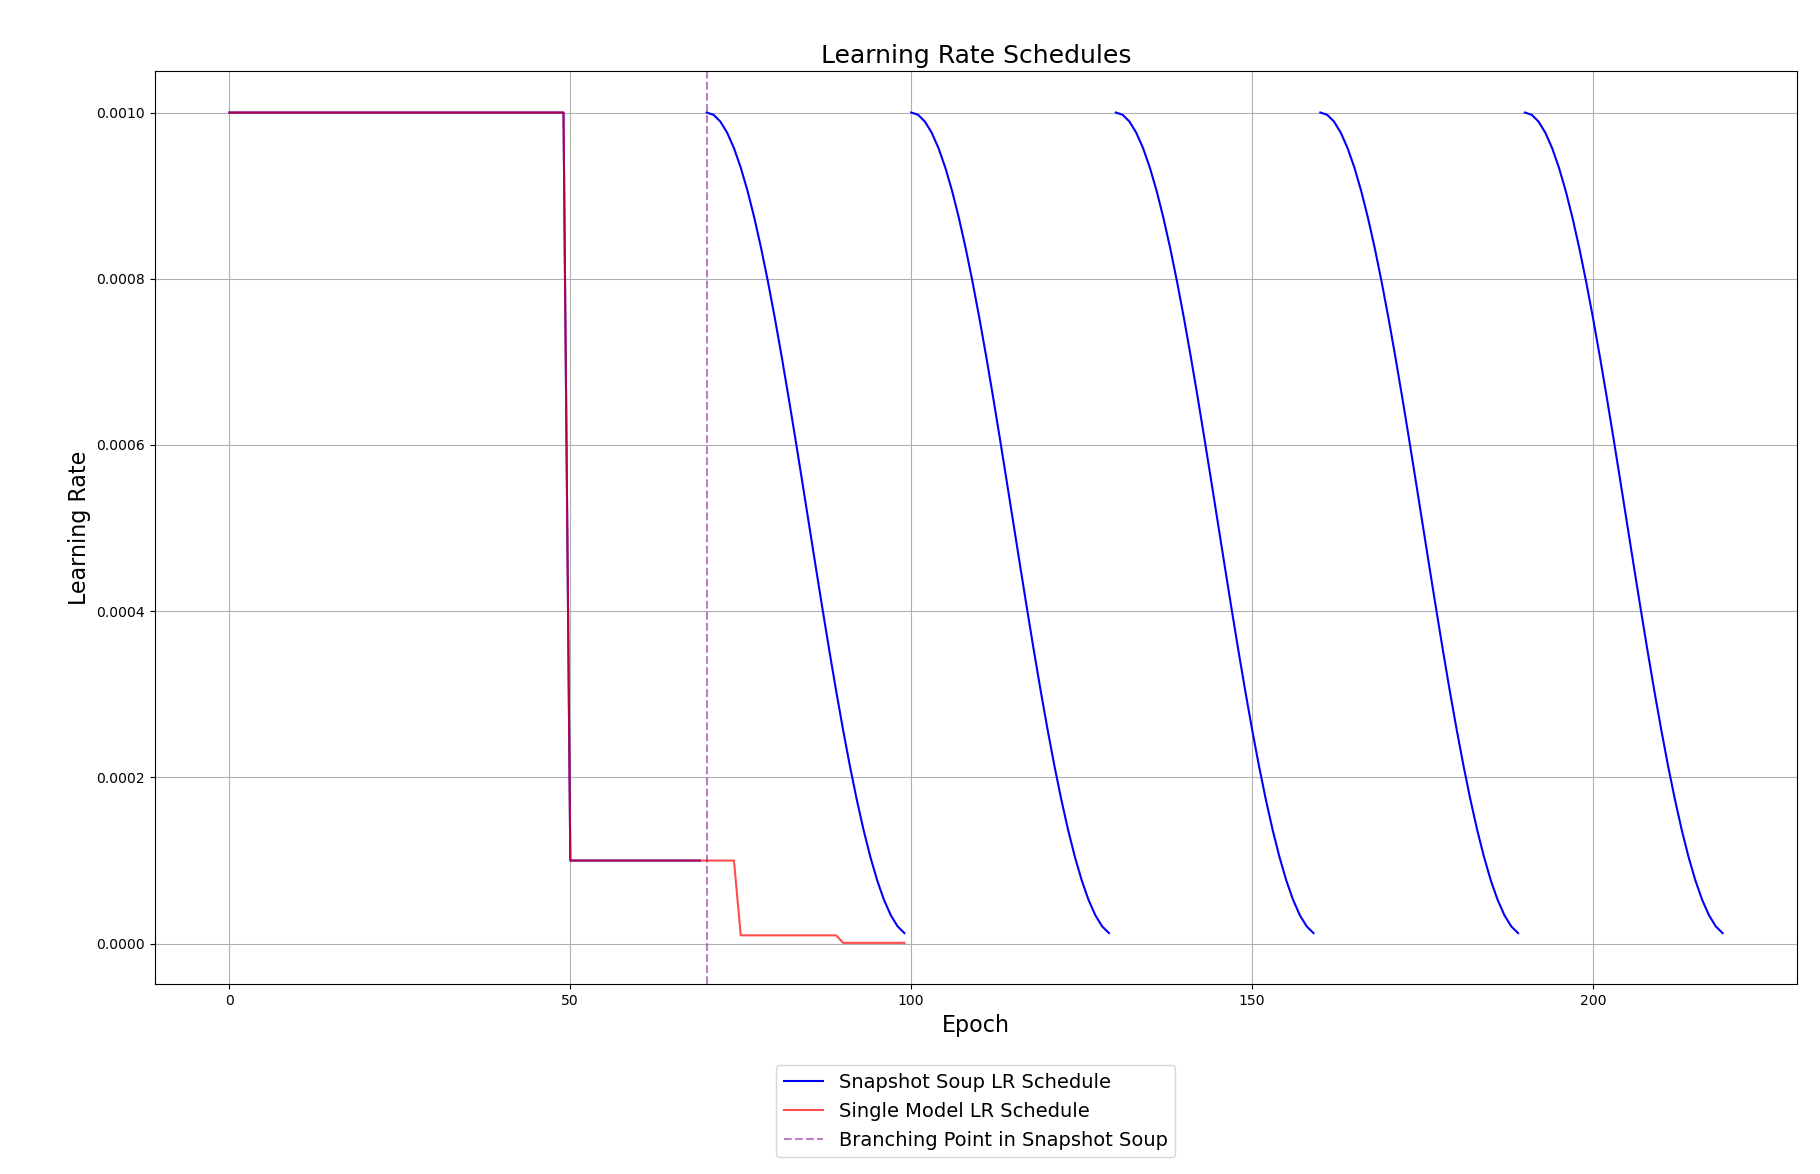 Learning Rate Schedules
0.0010
0.0008
0.0006
0.0004
0.0002
0.0000
Learning Rate
0 50 100 150 200
Epoch
Snapshot Soup LR Schedule
Single Model LR Schedule
Branching Point in Snapshot Soup